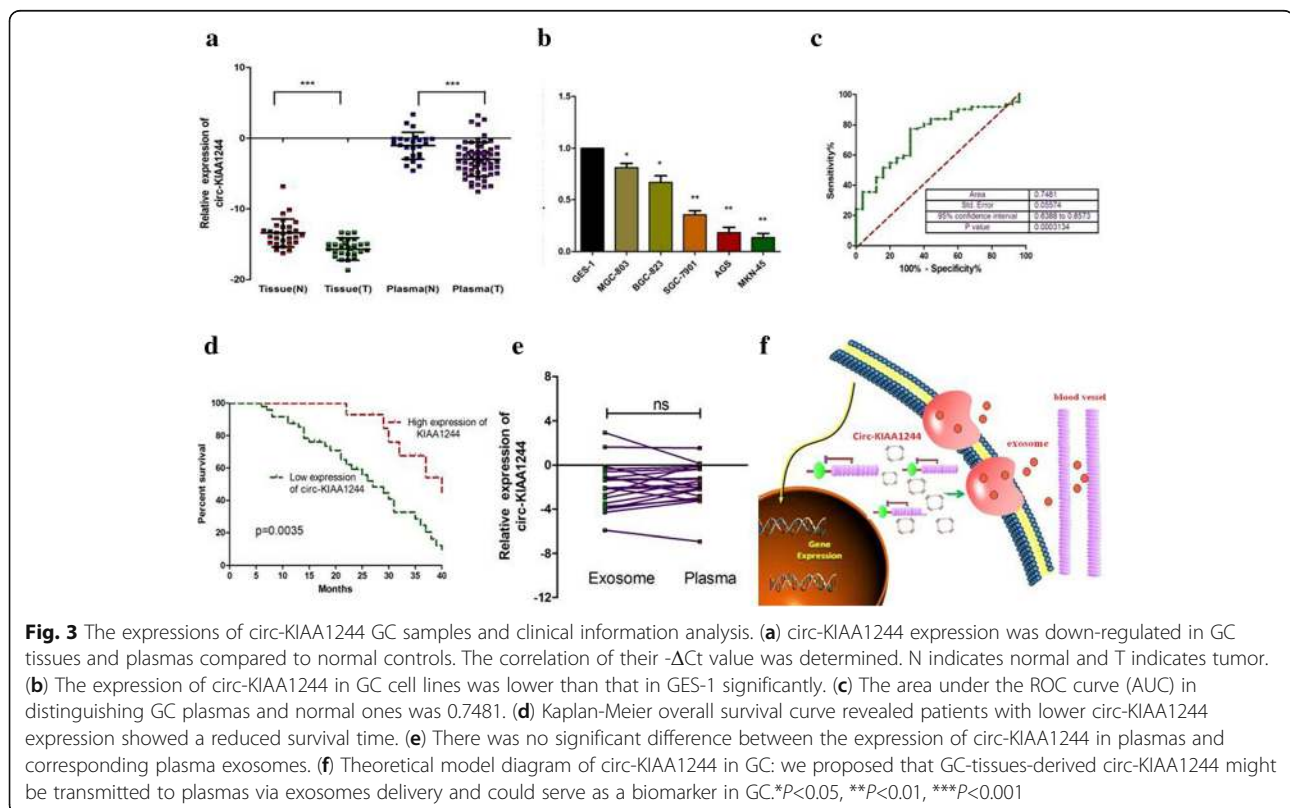 a
***
***
10
0
-10
-20
Relative expression of
circ-KIAA1244
Tissue(N)
Tissue(T)
Plasma(N)
Plasma(T)
b
1.5
1.0
0.5
0.0
*
*
**
**
**
GES-1
MGC-803
BGC-823
SGC-7901
AGS
MKN-45
c
100
80
60
40
20
0
Sensitivity%
Area 0.7481
Std. Error 0.05574
95% confidence interval 0.6388 to 0.8573
P value 0.0003134
0 20 40 60 80 100
100% - Specificity%
d
100
80
60
40
20
0
Percent survival
High expression of
KIAA1244
Low expression
of circ-KIAA1244
p=0.0035
0 5 10 15 20 25 30 35 40
Months
e
8
4
0
-4
-8
-12
Relative expression of
circ-KIAA1244
ns
Exosome
Plasma
f
blood vessel
Circ-KIAA1244
exosome
Gene
Expression
Fig. 3 The expressions of circ-KIAA1244 GC samples and clinical information analysis. (a) circ-KIAA1244 expression was down-regulated in GC
tissues and plasmas compared to normal controls. The correlation of their -ΔCt value was determined. N indicates normal and T indicates tumor.
(b) The expression of circ-KIAA1244 in GC cell lines was lower than that in GES-1 significantly. (c) The area under the ROC curve (AUC) in
distinguishing GC plasmas and normal ones was 0.7481. (d) Kaplan-Meier overall survival curve revealed patients with lower circ-KIAA1244
expression showed a reduced survival time. (e) There was no significant difference between the expression of circ-KIAA1244 in plasmas and
corresponding plasma exosomes. (f) Theoretical model diagram of circ-KIAA1244 in GC: we proposed that GC-tissues-derived circ-KIAA1244 might
be transmitted to plasmas via exosomes delivery and could serve as a biomarker in GC.*P<0.05, **P<0.01, ***P<0.001